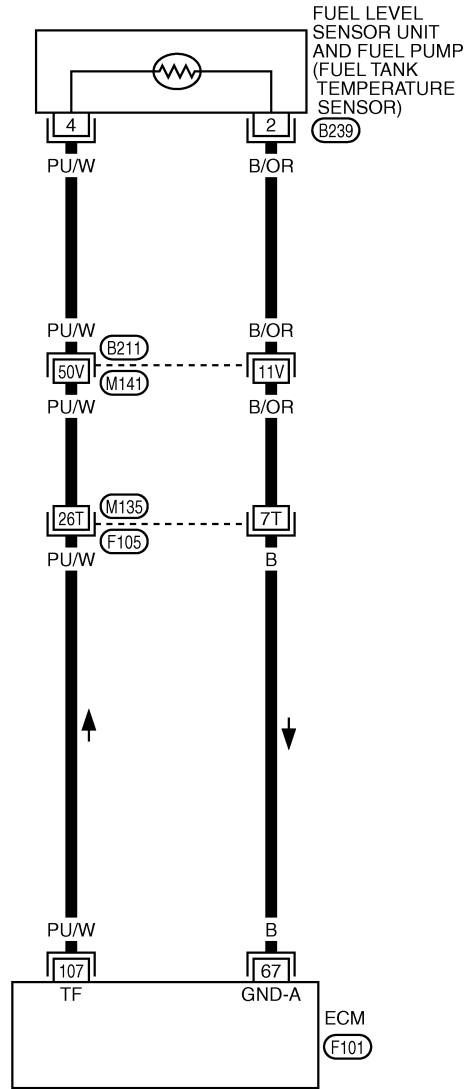 FUEL LEVEL
SENSOR UNIT
AND FUEL PUMP
(FUEL TANK
TEMPERATURE
SENSOR)
4 2 B239
PU/W B/OR
PU/W B/OR
B211
50V 11V
M141
PU/W B/OR
M135
26T 7T
F105
PU/W B
PU/W B
107 67
TF GND-A
ECM
F101